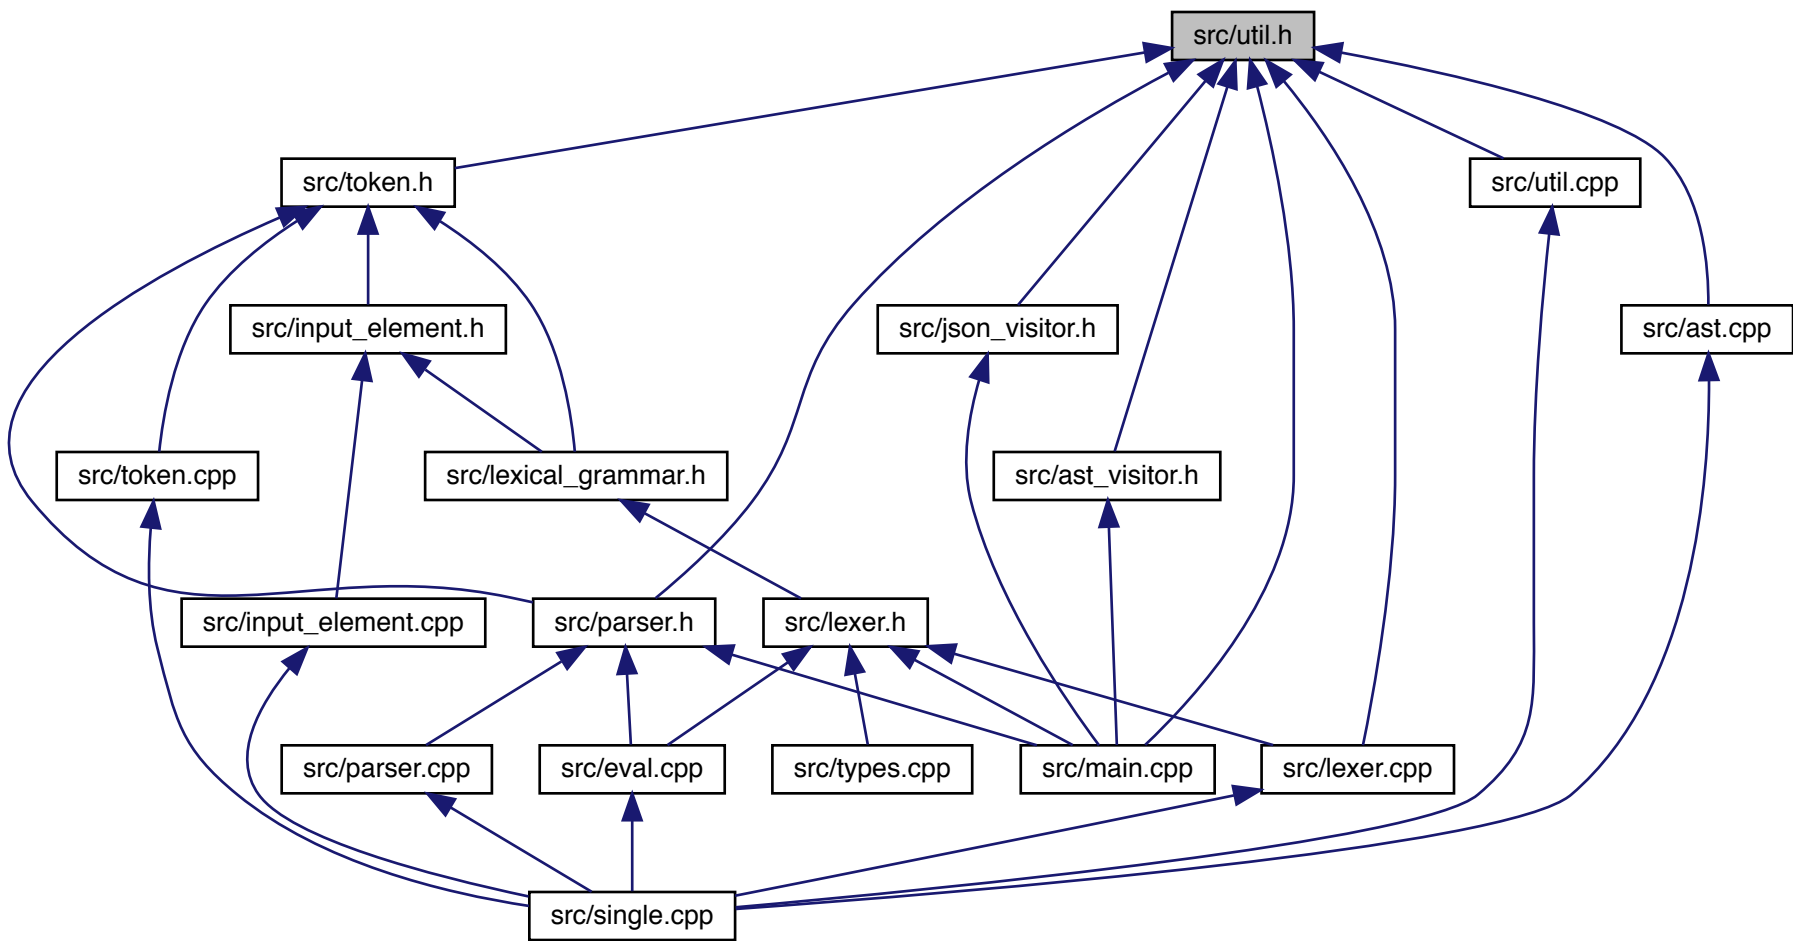 src/util.h
src/token.h
src/util.cpp
src/input_element.h
src/json_visitor.h
src/ast.cpp
src/token.cpp
src/lexical_grammar.h
src/ast_visitor.h
src/input_element.cpp
src/parser.h
src/lexer.h
src/parser.cpp
src/eval.cpp
src/types.cpp
src/main.cpp
src/lexer.cpp
src/single.cpp